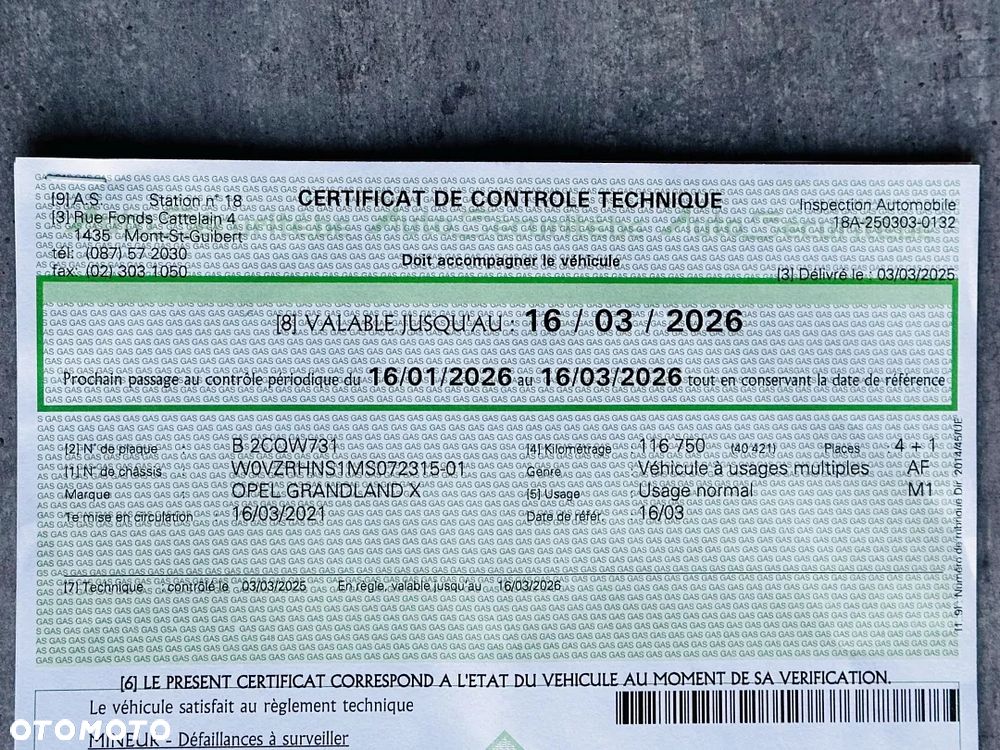 [9] A.S. Station n° 18 CERTIFICAT DE CONTROLE TECHNIQUE Inspection Automobile
[3] Rue Fonds Cattelain 4 18A-250303-0132
1435 Mont-St-Guibert
tél: (087) 57 2030 Doit accompagner le véhicule
fax: (02) 303 1050 [3] Délivré le : 03/03/2025
[8] VALABLE JUSQU'AU : 16 / 03 / 2026
Prochain passage au contrôle périodique du 16/01/2026 au 16/03/2026 tout en conservant la date de référence
[2] N° de plaque : B 2CQW731 [4] Kilométrage 116 750 (40 421) Places : 4 + 1
[1] N° de chassis W0VZRHNS1MS072315-01 Genre Véhicule à usages multiples AF
Marque OPEL GRANDLAND X [5] Usage Usage normal M1
1e mise en circulation 16/03/2021 Date de référ. 16/03
[7] Technique : contrôlé le 03/03/2025 En règle, valable jusqu'au 16/03/2026
[6] LE PRESENT CERTIFICAT CORRESPOND A L'ETAT DU VEHICULE AU MOMENT DE SA VERIFICATION.
Le véhicule satisfait au règlement technique
MINEUR - Défaillances à surveiller
OTOMOTO